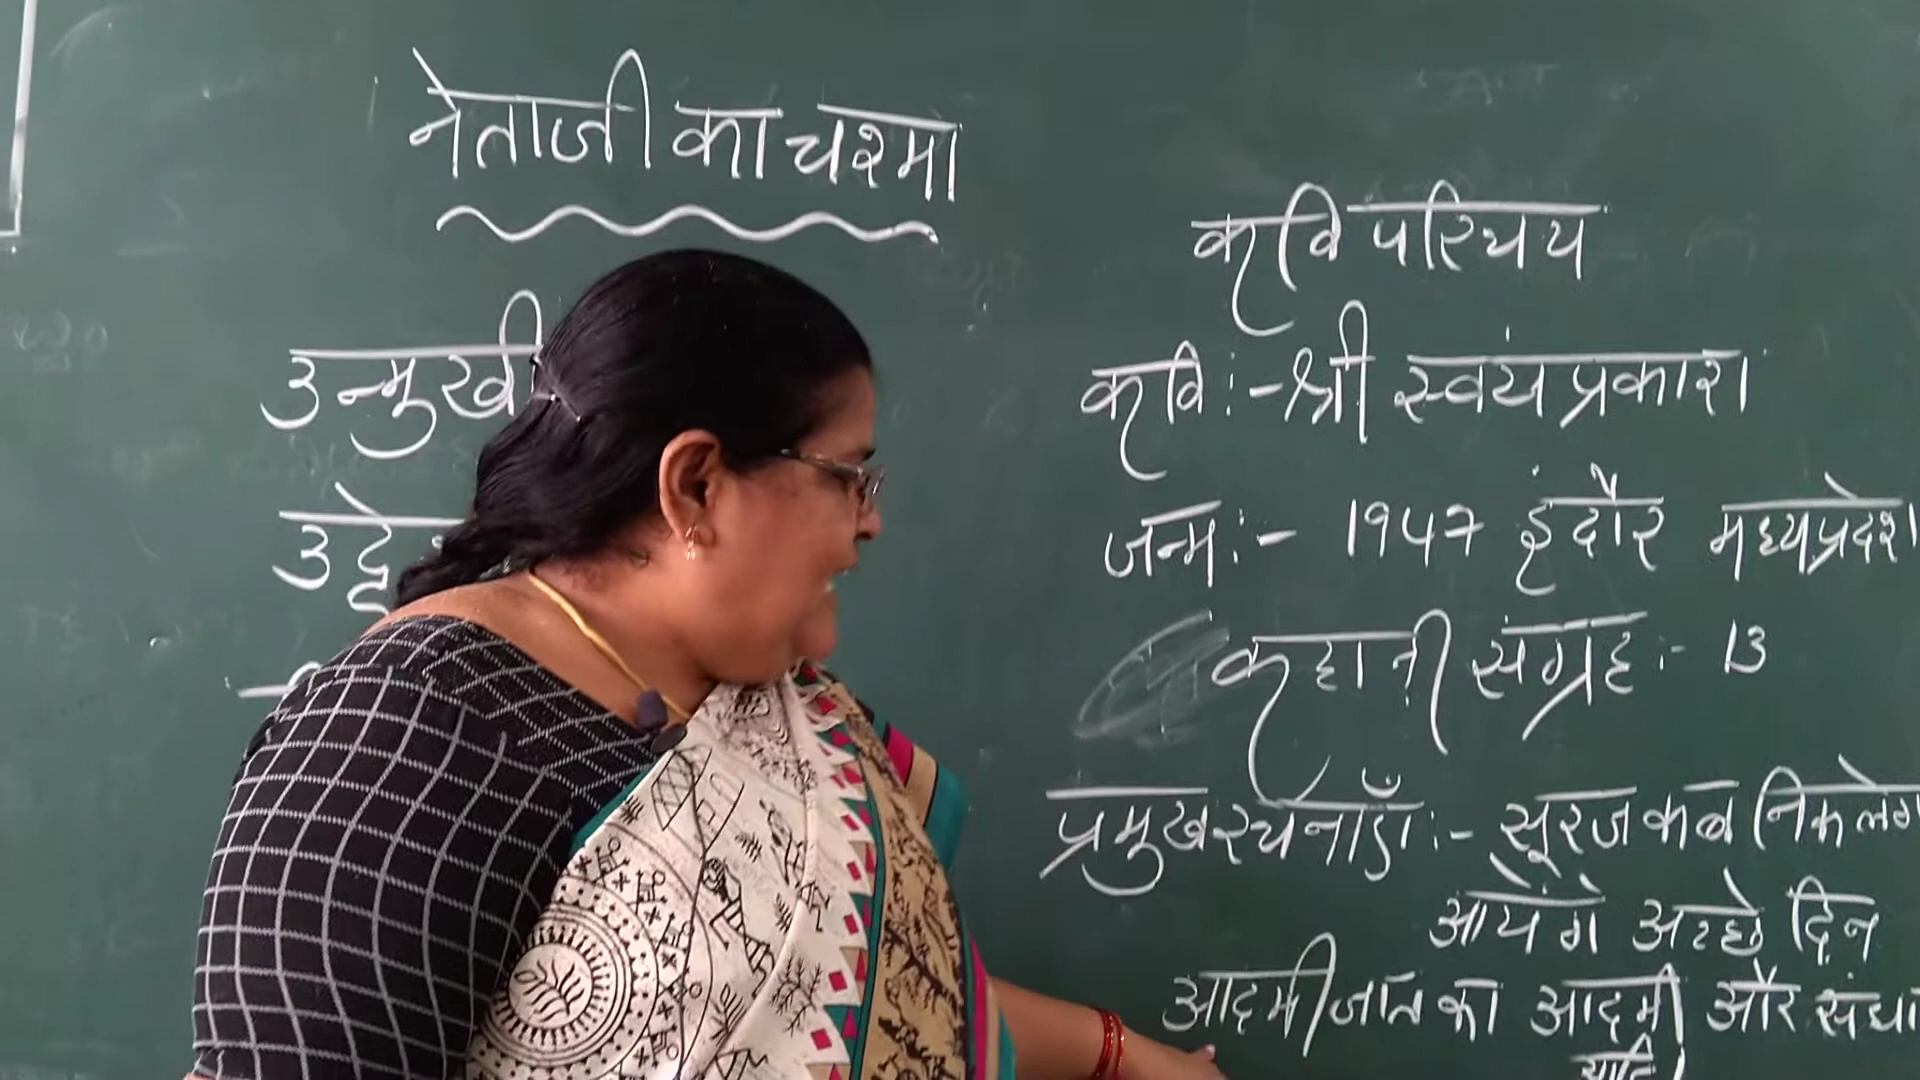 नेताजी का चश्मा
उन्मुखी
कवि परिचय
कवि :- श्री स्वयं प्रकाश
जन्म :- 1947 इंदौर मध्यप्रदेश
कहानी संग्रह :- 13
प्रमुख रचनाएँ :- सूरज कब
आयेंगे अच्छे दिन
आदमी जात का आदमी और